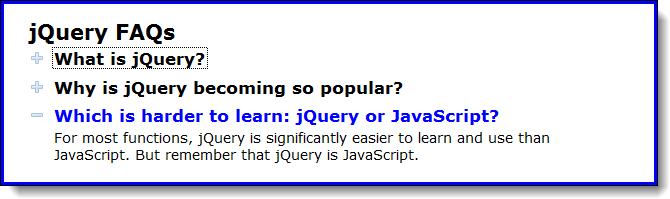 jQuery FAQs
What is jQuery?
Why is jQuery becoming so popular?
Which is harder to learn: jQuery or JavaScript?
For most functions, jQuery is significantly easier to learn and use than
JavaScript. But remember that jQuery is JavaScript.